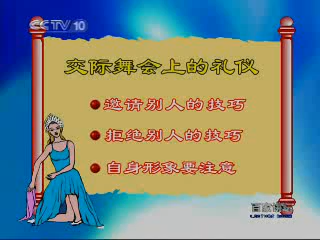 CCTV 10
交际舞会上的礼仪
邀请别人的技巧
拒绝别人的技巧
自身形象要注意
百家讲坛